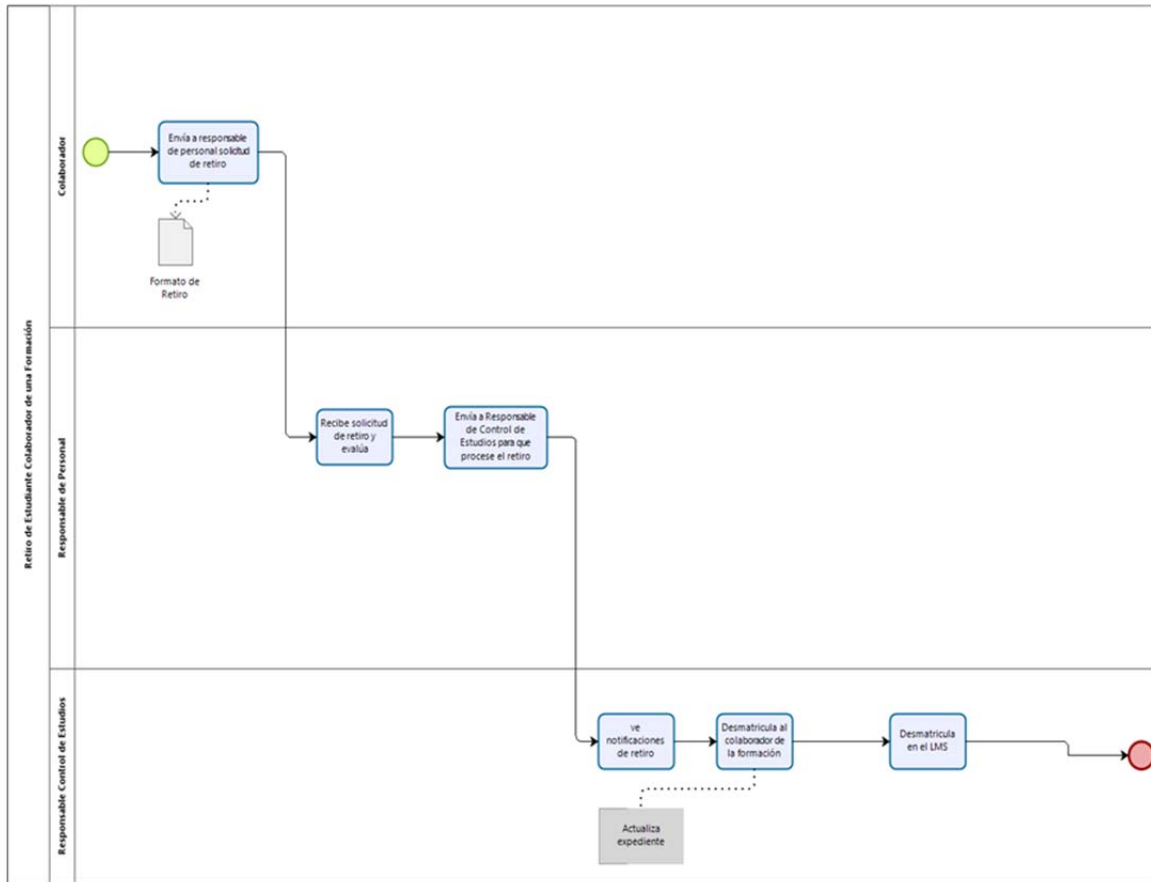 Retiro de Estudiante Colaborador de una Formación
Colaborador
Envía a responsable
de personal solicitud
de retiro
Formato de
Retiro
Responsable de Personal
Recibe solicitud
de retiro y
evalúa
Envía a Responsable
de Control de
Estudios para que
procese el retiro
Responsable Control de Estudios
ve
notificaciones
de retiro
Desmatricula al
colaborador de
la formación
Desmatricula
en el LMS
Actualiza
expediente